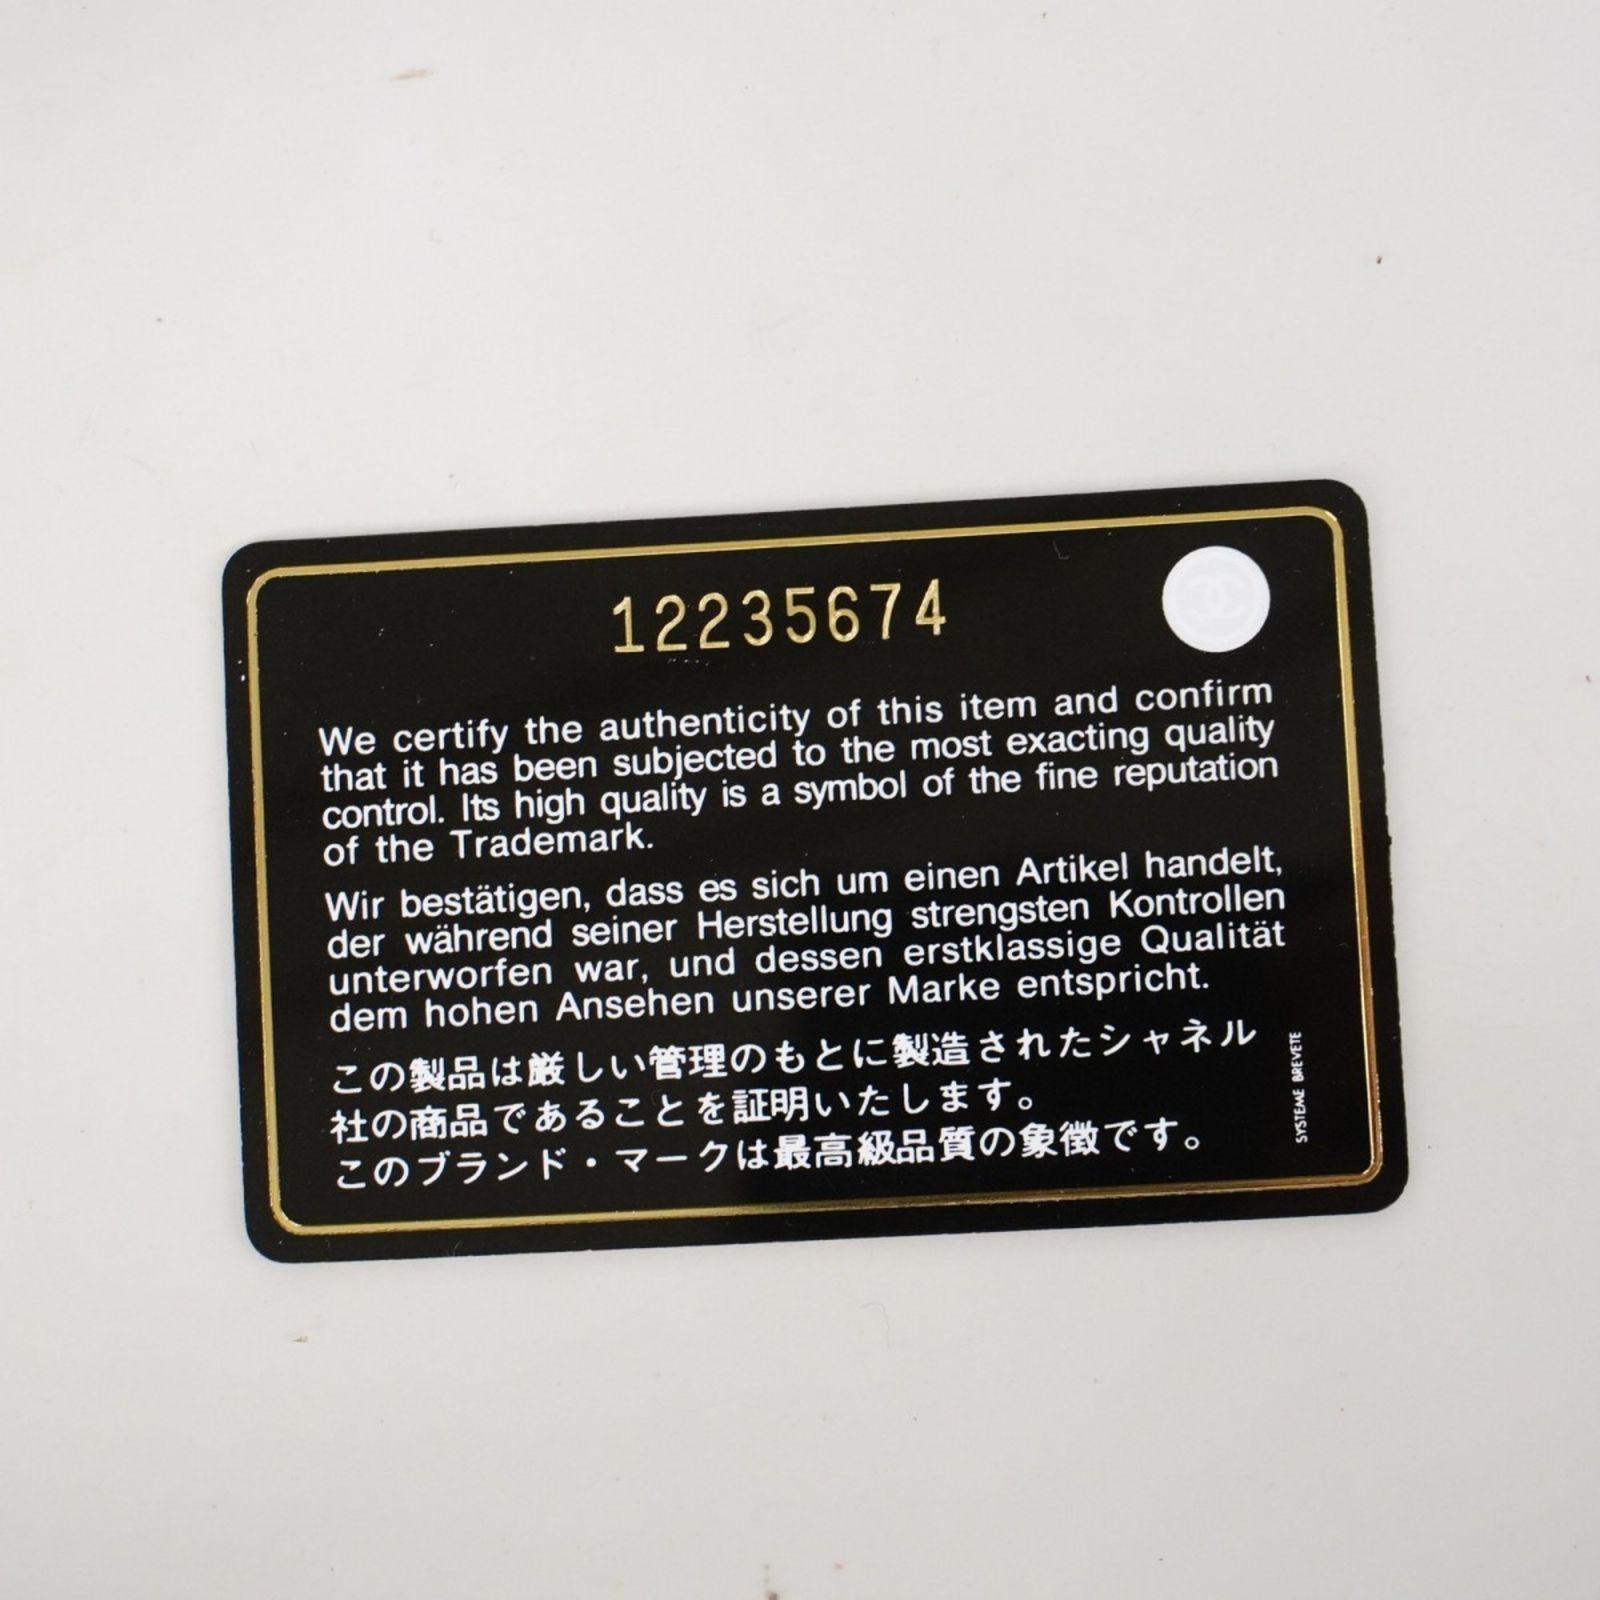 12235674
We certify the authenticity of this item and confirm
that it has been subjected to the most exacting quality
control. Its high quality is a symbol of the fine reputation
of the Trademark.
Wir bestätigen, dass es sich um einen Artikel handelt,
der während seiner Herstellung strengsten Kontrollen
unterworfen war, und dessen erstklassige Qualität
dem hohen Ansehen unserer Marke entspricht.
この製品は厳しい管理のもとに製造されたシャネル
社の商品であることを証明いたします。
このブランド・マークは最高級品質の象徴です。
SYSTEME BREVETE